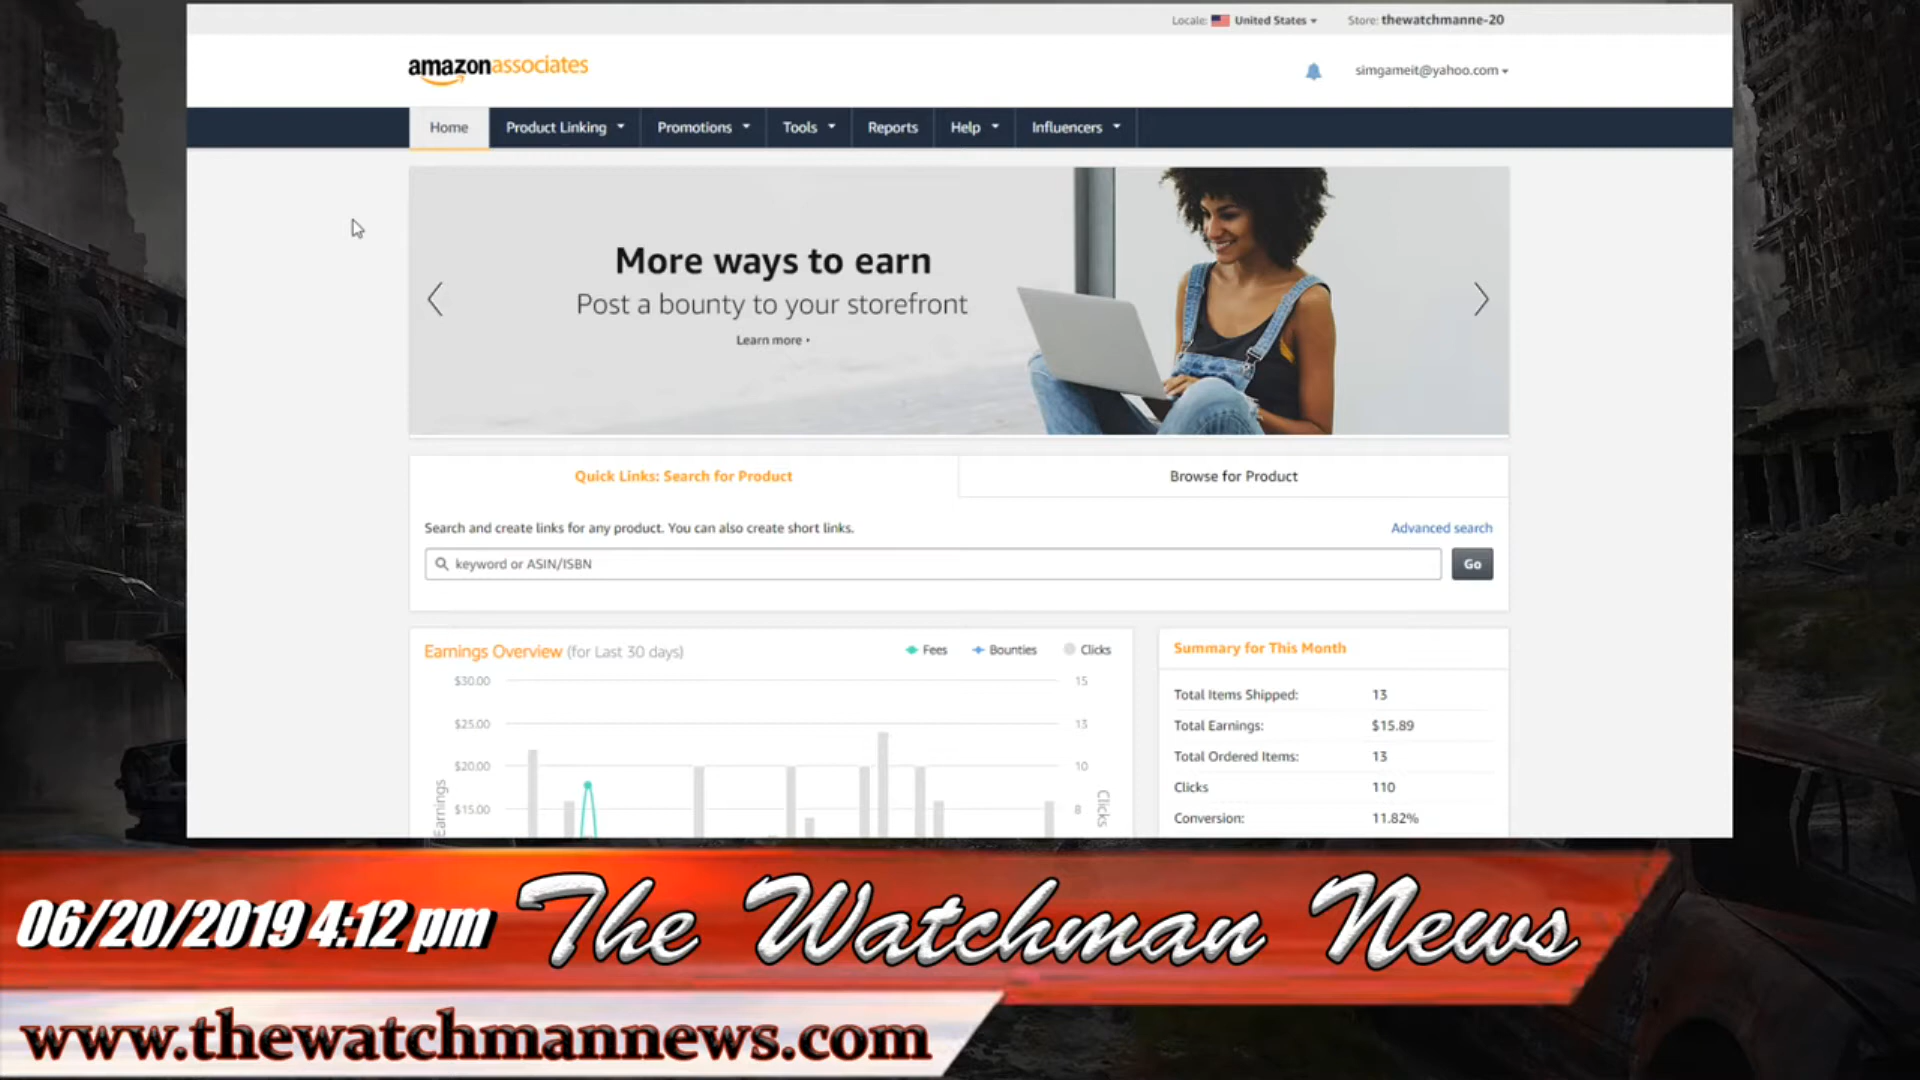 Locale: United States Store: thewatchmanne-20
amazonassociates
simgameit@yahoo.com
Home Product Linking Promotions Tools Reports Help Influencers
More ways to earn
Post a bounty to your storefront
Learn more ›
Quick Links: Search for Product Browse for Product
Search and create links for any product. You can also create short links. Advanced search
keyword or ASIN/ISBN Go
Earnings Overview (for Last 30 days) Fees Bounties Clicks
$30.00 15
$25.00 13
$20.00 10
$15.00 8
Earnings
Clicks
Summary for This Month
Total Items Shipped: 13
Total Earnings: $15.89
Total Ordered Items: 13
Clicks 110
Conversion: 11.82%
06/20/2019 4:12 pm The Watchman News
www.thewatchmannews.com